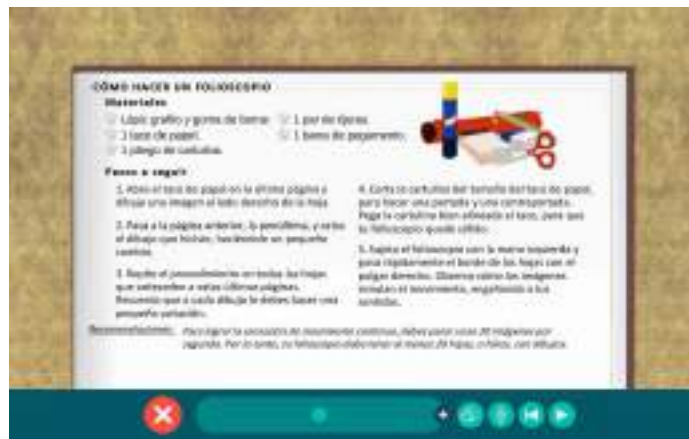 CÓMO HACER UN FOLIOSCOPIO
Materiales
Lápiz grafito y goma de borrar
1 par de tijeras.
1 taco de papel.
1 barra de pegamento.
1 pliego de cartulina.
Pasos a seguir
1. Abre el taco de papel en la última página y
dibuja una imagen al lado derecho de la hoja.
2. Pasa a la página anterior, la penúltima, y calca
el dibujo que hiciste, haciéndole un pequeño
cambio.
3. Repite el procedimiento en todas las hojas
que anteceden a estas últimas páginas.
Recuerda que a cada dibujo le debes hacer una
pequeña variación.
4. Corta la cartulina del tamaño del taco de papel,
para hacer una portada y una contraportada.
Pega la cartulina bien alineada al taco, para que
tu folioscopio quede sólido.
5. Sujeta el folioscopio con la mano izquierda y
pasa rápidamente el borde de las hojas con el
pulgar derecho. Observa cómo las imágenes
simulan el movimiento, engañando a tus
sentidos.
Recomendaciones: Para lograr la sensación de movimiento continuo, debes pasar unas 20 imágenes por
segundo. Por lo tanto, tu folioscopio debe tener al menos 20 hojas, o folios, con dibujos.